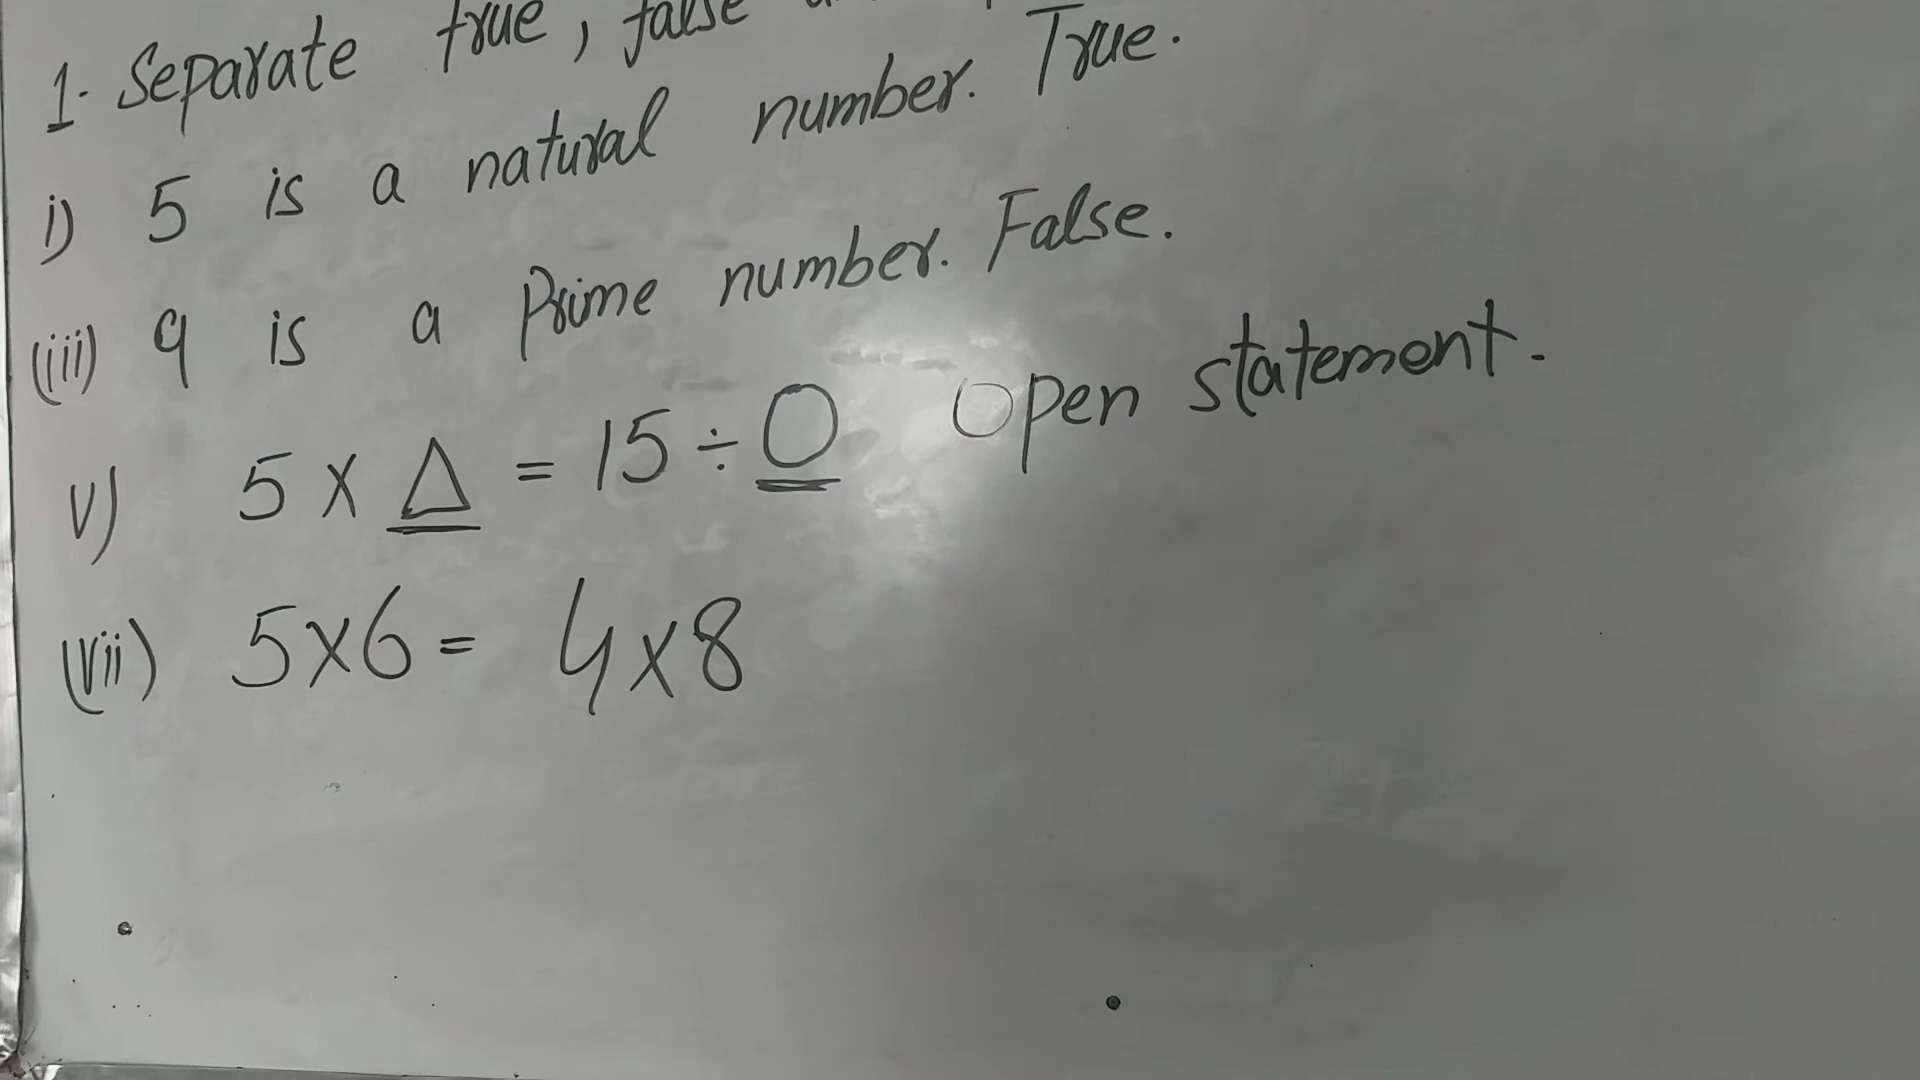 1. Separate true, false
i) 5 is a natural number. True.
(iii) 9 is a Prime number. False.
v) 5 x △ = 15 ÷ O Open statement.
(vii) 5x6 = 4x8